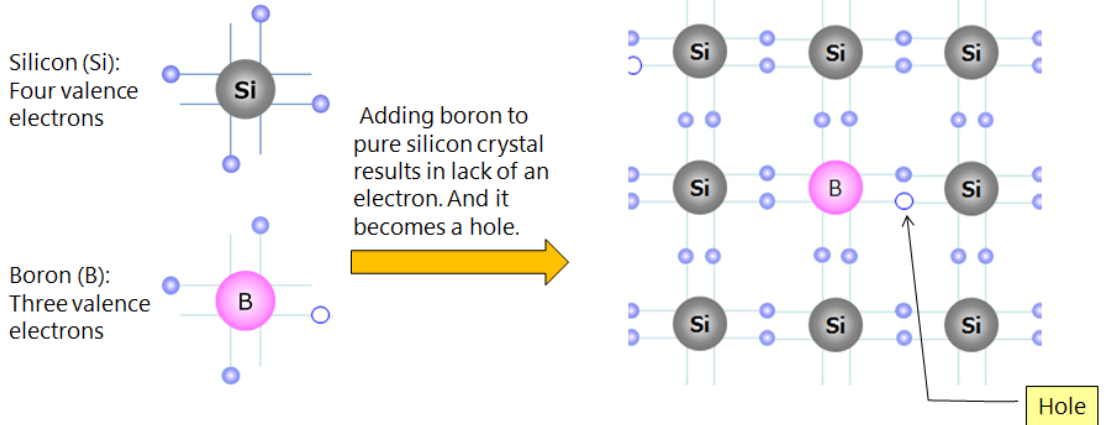 Silicon (Si):
Four valence
electrons
Si
Adding boron to
pure silicon crystal
results in lack of an
electron. And it
becomes a hole.
Boron (B):
Three valence
electrons
B
Si
Si
Si
Si
B
Si
Si
Si
Si
Hole